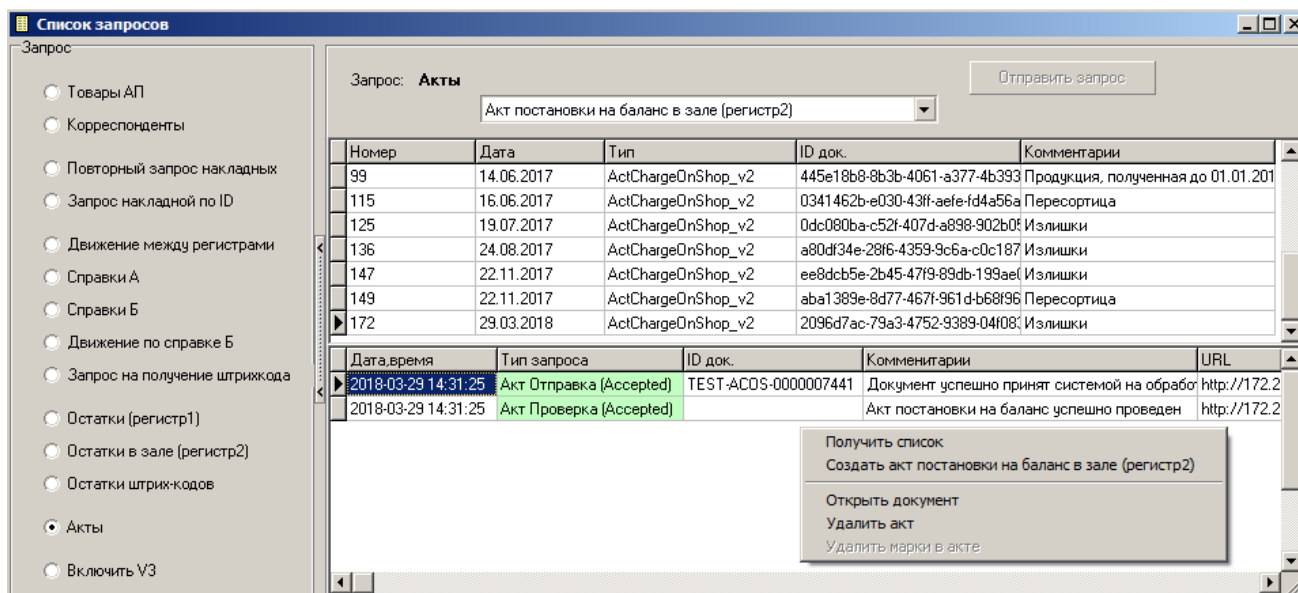 Список запросов
Запрос
Товары АП
Корреспонденты
Повторный запрос накладных
Запрос накладной по ID
Движение между регистрами
Справки А
Справки Б
Движение по справке Б
Запрос на получение штрихкода
Остатки (регистр1)
Остатки в зале (регистр2)
Остатки штрих-кодов
Акты
Включить V3
Запрос: Акты
Отправить запрос
Акт постановки на баланс в зале (регистр2)
Номер Дата Тип ID док. Комментарии
99 14.06.2017 ActChargeOnShop_v2 445e18b8-8b3b-4061-a377-4b393 Продукция, полученная до 01.01.201
115 16.06.2017 ActChargeOnShop_v2 0341462b-e030-43ff-aefe-fd4a56a Пересортица
125 19.07.2017 ActChargeOnShop_v2 0dc080ba-c52f-407d-a898-902b05 Излишки
136 24.08.2017 ActChargeOnShop_v2 a80df34e-28f6-4359-9c6a-c0c187 Излишки
147 22.11.2017 ActChargeOnShop_v2 ee8dcb5e-2b45-47f9-89db-199ae Излишки
149 22.11.2017 ActChargeOnShop_v2 aba1389e-8d77-467f-961d-b68f96 Пересортица
172 29.03.2018 ActChargeOnShop_v2 2096d7ac-79a3-4752-9389-04f08 Излишки
Дата,время Тип запроса ID док. Комменитарии URL
2018-03-29 14:31:25 Акт Отправка (Accepted) TEST-ACOS-0000007441 Документ успешно принят системой на обрабо http://172.2
2018-03-29 14:31:25 Акт Проверка (Accepted) Акт постановки на баланс успешно проведен http://172.2
Получить список
Создать акт постановки на баланс в зале (регистр2)
Открыть документ
Удалить акт
Удалить марки в акте